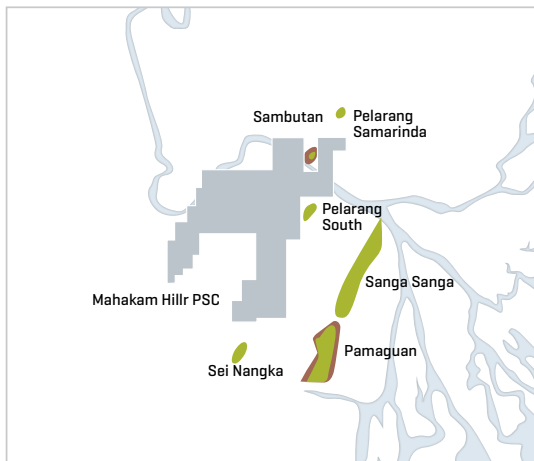 Sambutan
Pelarang
Samarinda
Pelarang
South
Sanga Sanga
Mahakam Hillr PSC
Pamaguan
Sei Nangka